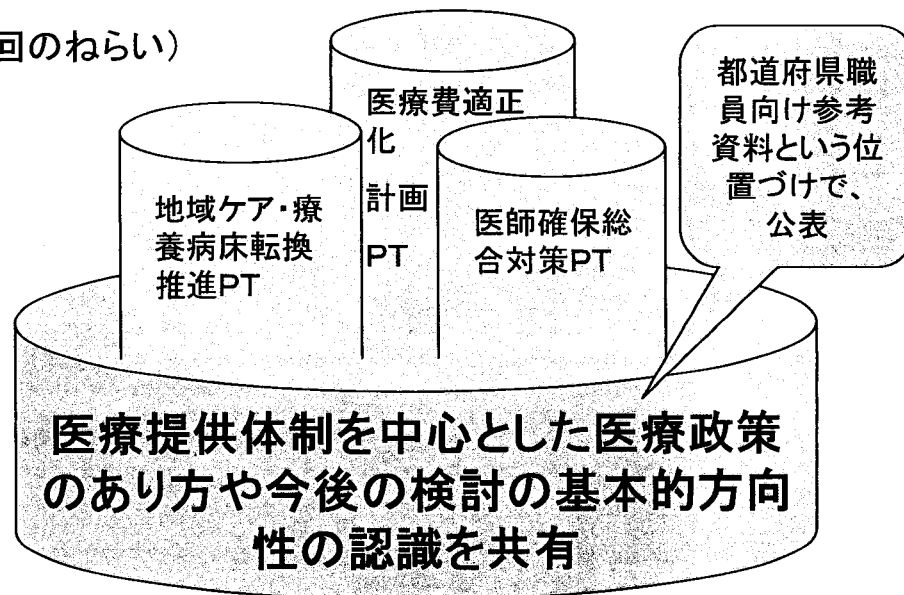 回のねらい)
医療費適正
化
計画
PT
地域ケア・療
養病床転換
推進PT
医師確保総
合対策PT
都道府県職
員向け参考
資料という位
置づけで、
公表
医療提供体制を中心とした医療政策
のあり方や今後の検討の基本的方向
性の認識を共有